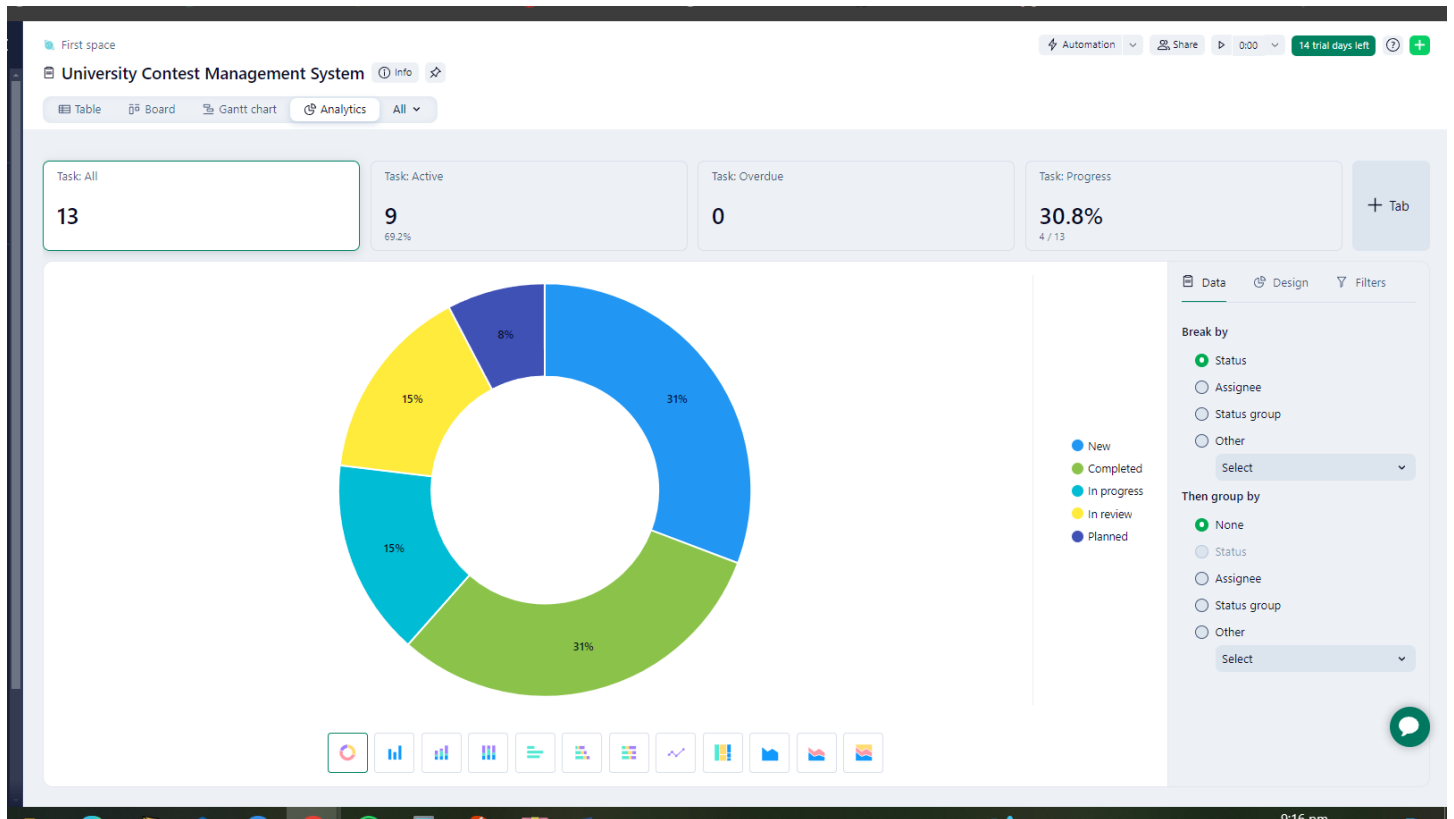 First space
Automation
Share
0:00
14 trial days left
University Contest Management System
Info
Table
Board
Gantt chart
Analytics
All
Task: All
13
Task: Active
9
69.2%
Task: Overdue
0
Task: Progress
30.8%
4 / 13
Tab
8%
31%
15%
15%
31%
New
Completed
In progress
In review
Planned
Data
Design
Filters
Break by
Status
Assignee
Status group
Other
Select
Then group by
None
Status
Assignee
Status group
Other
Select
9:16 pm